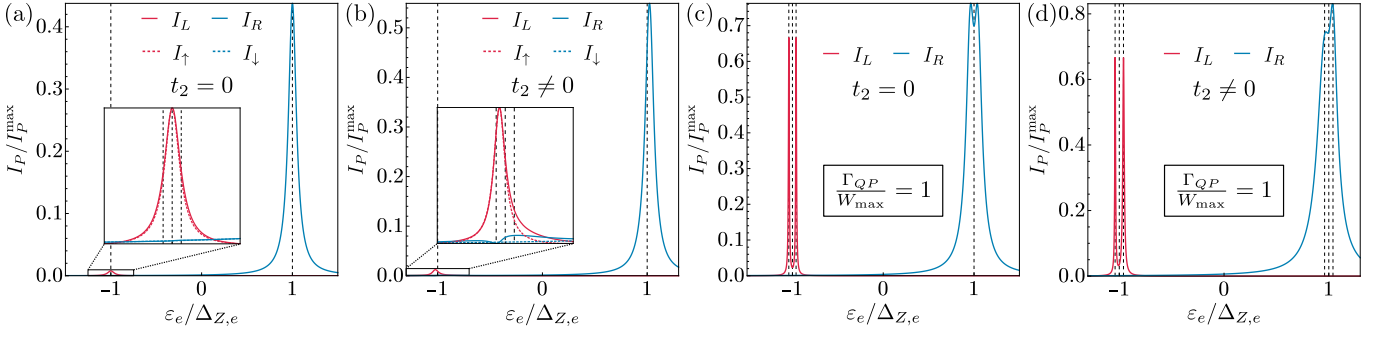 (a)
I_P/I_P^max
0.4
0.3
0.2
0.1
0.0
I_L I_R
I_↑ I_↓
t_2 = 0
−1 0 1
ε_e/Δ_{Z,e}
(b)
I_P/I_P^max
0.5
0.4
0.3
0.2
0.1
0.0
I_L I_R
I_↑ I_↓
t_2 ≠ 0
−1 0 1
ε_e/Δ_{Z,e}
(c)
I_P/I_P^max
0.7
0.6
0.5
0.4
0.3
0.2
0.1
0.0
I_L I_R
t_2 = 0
Γ_{QP}/W_max = 1
−1 0 1
ε_e/Δ_{Z,e}
(d)
I_P/I_P^max
0.8
0.6
0.4
0.2
0.0
I_L I_R
t_2 ≠ 0
Γ_{QP}/W_max = 1
−1 0 1
ε_e/Δ_{Z,e}